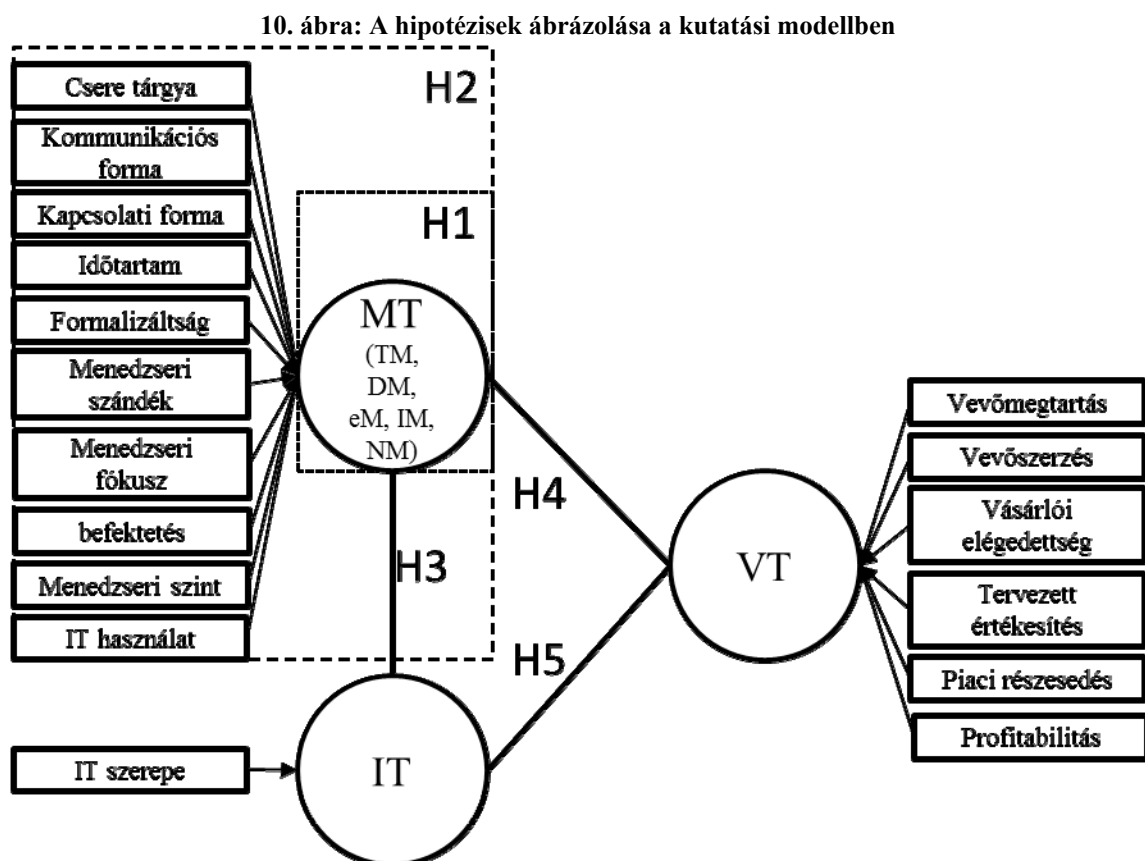 10. ábra: A hipotézisek ábrázolása a kutatási modellben
H2
Csere tárgya
Kommunikációs
forma
Kapcsolati forma
Időtartam
Formalizáltság
Menedzseri
szándék
Menedzseri
fókusz
befektetés
Menedzseri szint
IT használat
H1
MT
(TM,
DM,
eM, IM,
NM)
H3
H4
H5
IT szerepe
IT
VT
Vevőmegtartás
Vevőszerzés
Vásárlói
elégedettség
Tervezett
értékesítés
Piaci részesedés
Profitabilitás